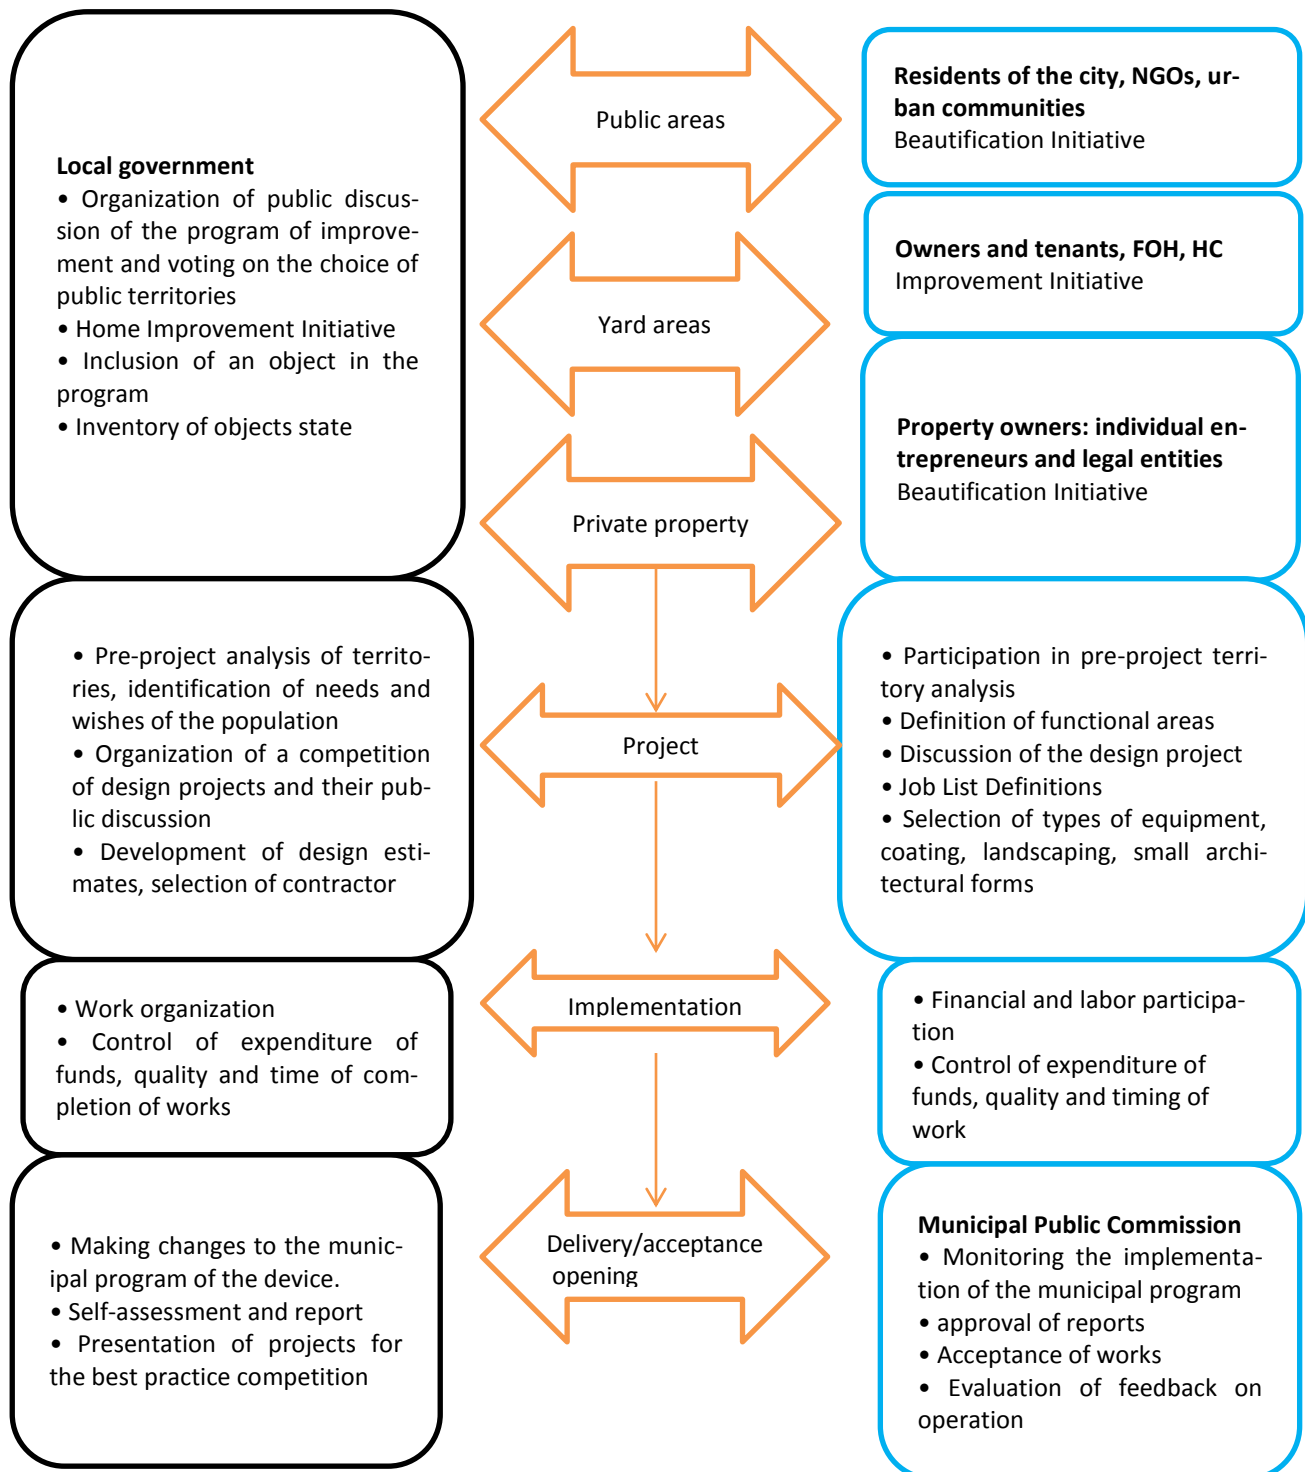 Local government
• Organization of public discus-
sion of the program of improve-
ment and voting on the choice of
public territories
• Home Improvement Initiative
• Inclusion of an object in the
program
• Inventory of objects state
Public areas
Residents of the city, NGOs, ur-
ban communities
Beautification Initiative
Yard areas
Owners and tenants, FOH, HC
Improvement Initiative
Private property
Property owners: individual en-
trepreneurs and legal entities
Beautification Initiative
• Pre-project analysis of territo-
ries, identification of needs and
wishes of the population
• Organization of a competition
of design projects and their pub-
lic discussion
• Development of design esti-
mates, selection of contractor
Project
• Participation in pre-project terri-
tory analysis
• Definition of functional areas
• Discussion of the design project
• Job List Definitions
• Selection of types of equipment,
coating, landscaping, small archi-
tectural forms
• Work organization
• Control of expenditure of
funds, quality and time of com-
pletion of works
Implementation
• Financial and labor participa-
tion
• Control of expenditure of
funds, quality and timing of
work
• Making changes to the munic-
ipal program of the device.
• Self-assessment and report
• Presentation of projects for
the best practice competition
Delivery/acceptance
opening
Municipal Public Commission
• Monitoring the implementa-
tion of the municipal program
• approval of reports
• Acceptance of works
• Evaluation of feedback on
operation